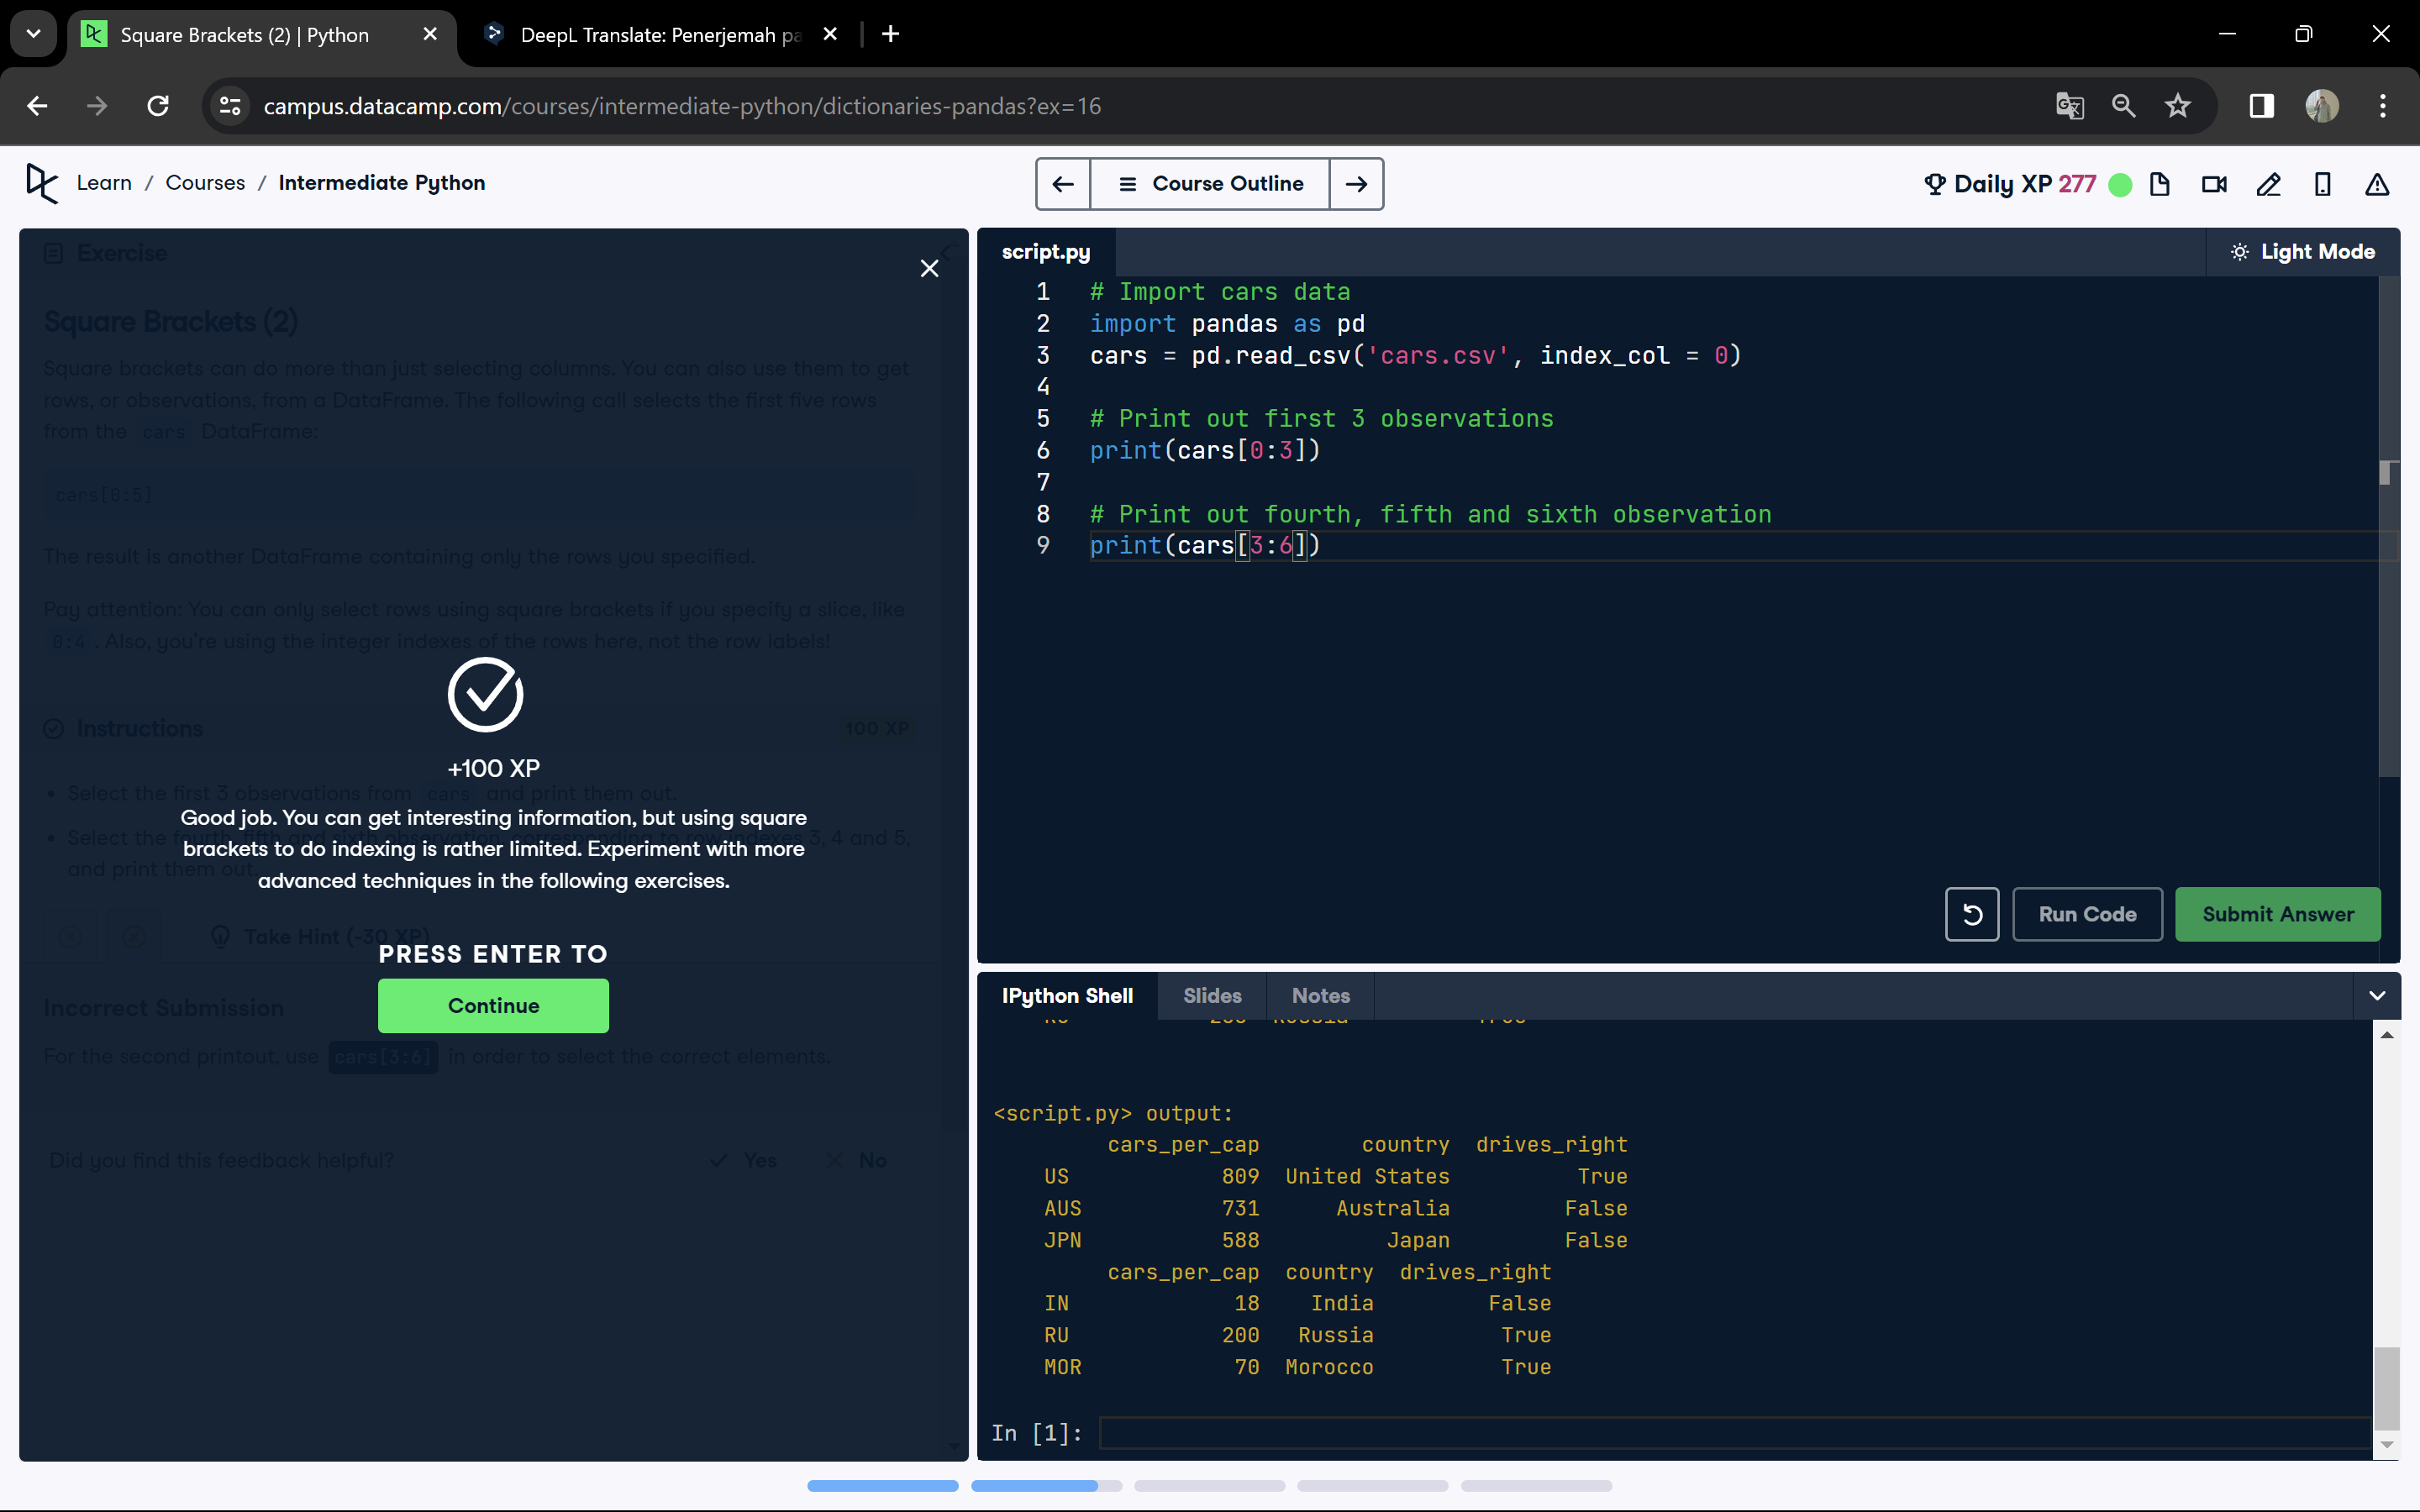 Square Brackets (2) | Python
DeepL Translate: Penerjemah pa
campus.datacamp.com/courses/intermediate-python/dictionaries-pandas?ex=16
Learn / Courses / Intermediate Python
Course Outline
Daily XP 277
Exercise
Square Brackets (2)
Square brackets can do more than just selecting columns. You can also use them to get
rows, or observations, from a DataFrame. The following call selects the first five rows
from the cars DataFrame:
cars[0:5]
The result is another DataFrame containing only the rows you specified.
Pay attention: You can only select rows using square brackets if you specify a slice, like
0:4. Also, you're using the integer indexes of the rows here, not the row labels!
Instructions
100 XP
• Select the first 3 observations from cars and print them out.
• Select the fourth, fifth and sixth observation, corresponding to row indexes 3, 4 and 5,
and print them out.
Take Hint (-30 XP)
Incorrect Submission
For the second printout, use cars[3:6] in order to select the correct elements.
Did you find this feedback helpful?
Yes
No
+100 XP
Good job. You can get interesting information, but using square
brackets to do indexing is rather limited. Experiment with more
advanced techniques in the following exercises.
PRESS ENTER TO
Continue
script.py
Light Mode
1 # Import cars data
2 import pandas as pd
3 cars = pd.read_csv('cars.csv', index_col = 0)
4
5 # Print out first 3 observations
6 print(cars[0:3])
7
8 # Print out fourth, fifth and sixth observation
9 print(cars[3:6])
Run Code
Submit Answer
IPython Shell
Slides
Notes
RU 200 Russia True
<script.py> output:
cars_per_cap country drives_right
US 809 United States True
AUS 731 Australia False
JPN 588 Japan False
cars_per_cap country drives_right
IN 18 India False
RU 200 Russia True
MOR 70 Morocco True
In [1]: